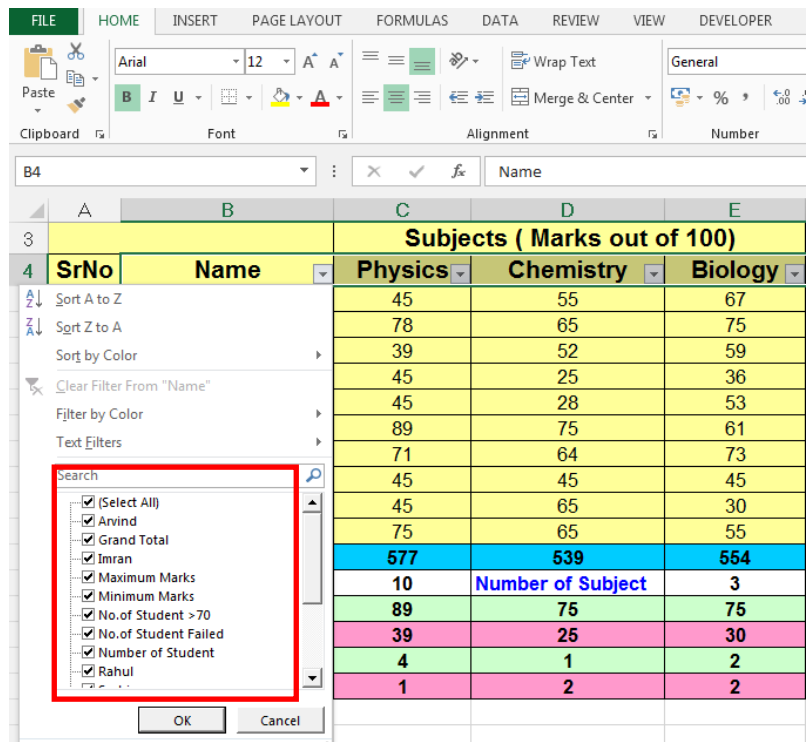 FILE HOME INSERT PAGE LAYOUT FORMULAS DATA REVIEW VIEW DEVELOPER
Arial 12 A A Wrap Text General
Paste B I U A Merge & Center % , .00
Clipboard Font Alignment Number
B4 fx Name
A B C D E
3 Subjects ( Marks out of 100)
4 SrNo Name Physics Chemistry Biology
Sort A to Z 45 55 67
Sort Z to A 78 65 75
Sort by Color 39 52 59
45 25 36
Clear Filter From "Name"
Filter by Color 45 28 53
Text Filters 89 75 61
71 64 73
Search 45 45 45
(Select All) 45 65 30
Arvind 75 65 55
Grand Total
Imran 577 539 554
Maximum Marks 10 Number of Subject 3
Minimum Marks 89 75 75
No.of Student >70
No.of Student Failed 39 25 30
Number of Student 4 1 2
Rahul 1 2 2
OK Cancel